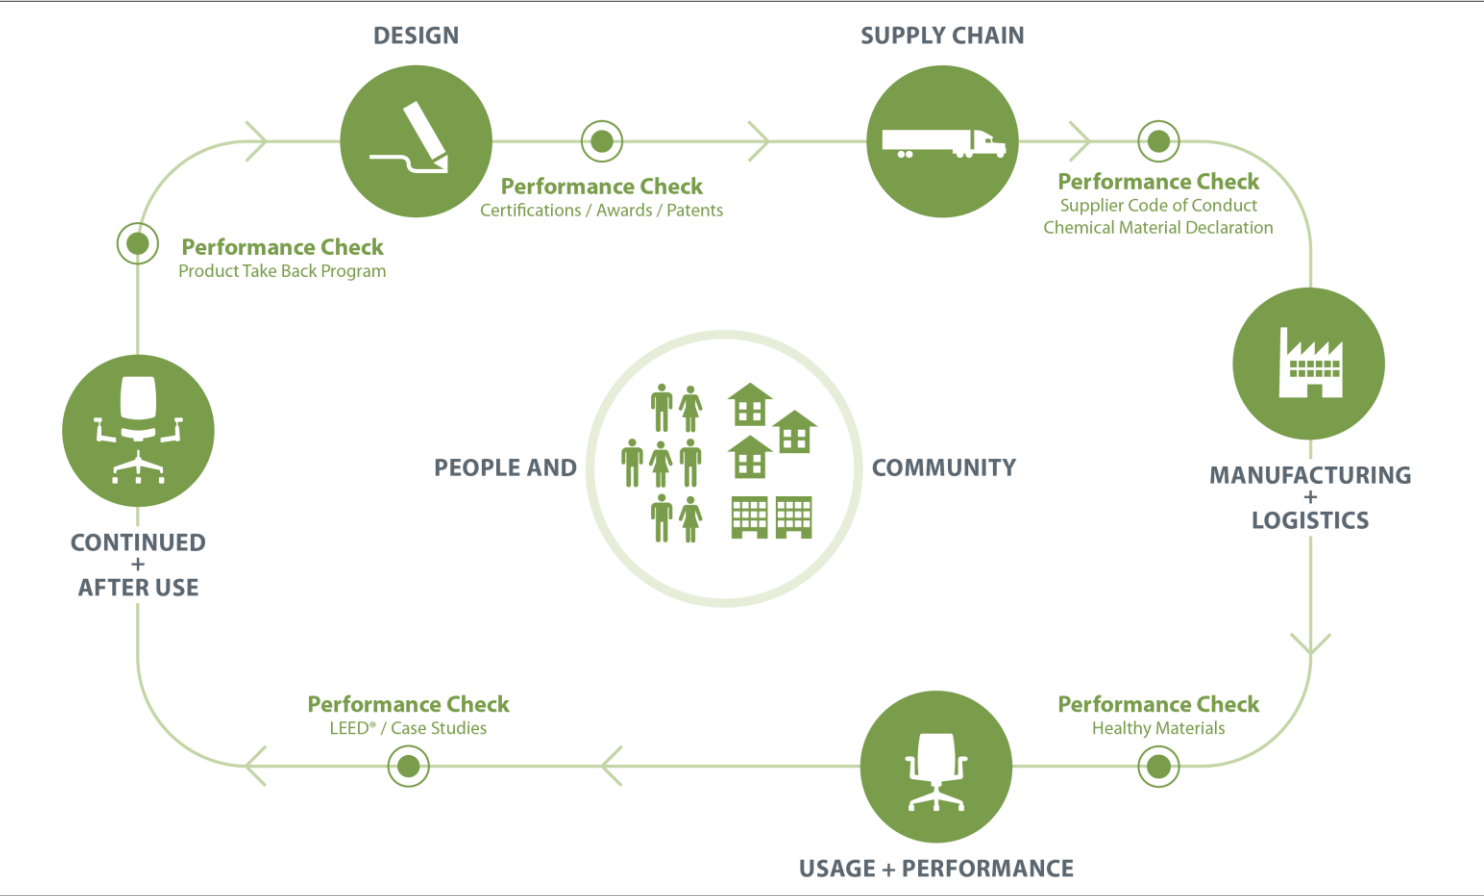 DESIGN
SUPPLY CHAIN
Performance Check
Certifications / Awards / Patents
Performance Check
Supplier Code of Conduct
Chemical Material Declaration
Performance Check
Product Take Back Program
PEOPLE AND
COMMUNITY
MANUFACTURING
+
LOGISTICS
CONTINUED
+
AFTER USE
Performance Check
LEED® / Case Studies
Performance Check
Healthy Materials
USAGE + PERFORMANCE